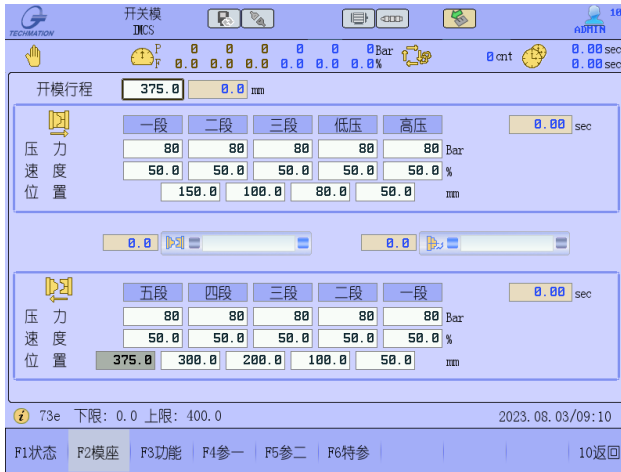 TECHMATION
开关模
IMCS
10
ADMIN
P 0 0 0 0 0 0Bar
F 0.0 0.0 0.0 0.0 0.0 0.0%
0cnt
0.00sec
0.00sec
开模行程 375.0 0.0 mm
一段 二段 三段 低压 高压 0.00 sec
压 力 80 80 80 80 80 Bar
速 度 50.0 50.0 50.0 50.0 50.0 %
位 置 150.0 100.0 80.0 50.0 mm
0.0 0.0
五段 四段 三段 二段 一段 0.00 sec
压 力 80 80 80 80 80 Bar
速 度 50.0 50.0 50.0 50.0 50.0 %
位 置 375.0 300.0 200.0 100.0 50.0 mm
73e 下限: 0.0 上限: 400.0 2023.08.03/09:10
F1状态 F2模座 F3功能 F4参一 F5参二 F6特参 10返回